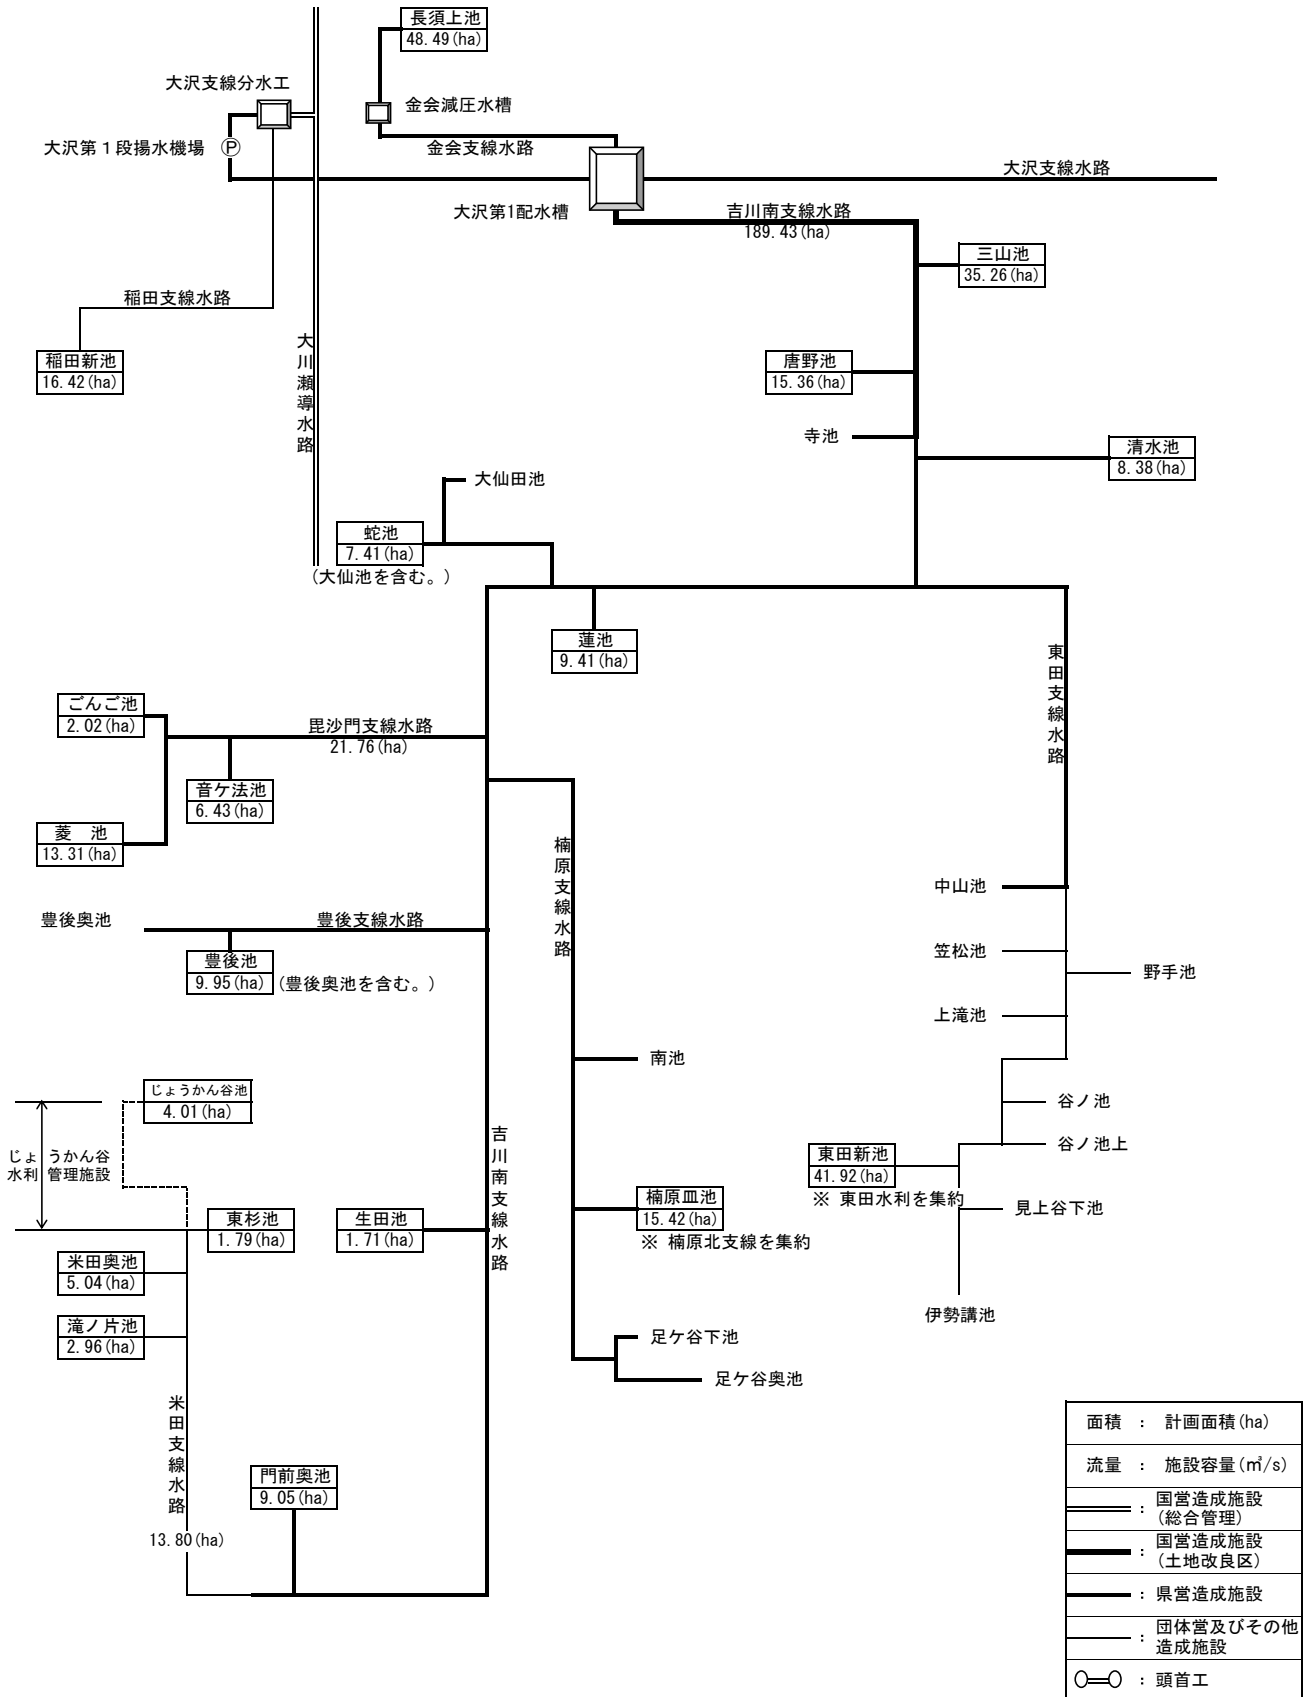 長須上池
48.49(ha)
大沢支線分水工
金会減圧水槽
大沢第１段揚水機場
Ⓟ
金会支線水路
大沢支線水路
大沢第1配水槽
吉川南支線水路
189.43(ha)
三山池
35.26(ha)
稲田支線水路
大川瀬導水路
稲田新池
16.42(ha)
唐野池
15.36(ha)
寺池
清水池
8.38(ha)
大仙田池
蛇池
7.41(ha)
(大仙池を含む。)
蓮池
9.41(ha)
東田支線水路
ごんご池
2.02(ha)
毘沙門支線水路
21.76(ha)
音ケ法池
6.43(ha)
菱　池
13.31(ha)
楠原支線水路
中山池
豊後奥池
豊後支線水路
笠松池
豊後池
9.95(ha)
(豊後奥池を含む。)
野手池
上滝池
南池
じょうかん谷池
4.01(ha)
谷ノ池
じょうかん谷
水利管理施設
吉川南支線水路
谷ノ池上
東田新池
41.92(ha)
※ 東田水利を集約
楠原皿池
15.42(ha)
※ 楠原北支線を集約
見上谷下池
東杉池
1.79(ha)
生田池
1.71(ha)
米田奥池
5.04(ha)
伊勢講池
滝ノ片池
2.96(ha)
足ケ谷下池
足ケ谷奥池
米田支線水路
13.80(ha)
門前奥池
9.05(ha)
面積 ： 計画面積(ha)
流量 ： 施設容量(㎥/s)
： 国営造成施設
(総合管理)
： 国営造成施設
(土地改良区)
： 県営造成施設
： 団体営及びその他
造成施設
： 頭首工